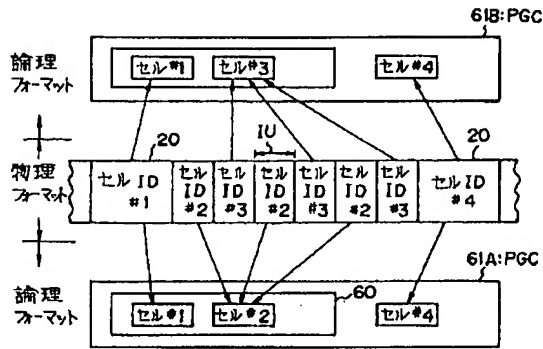 61B:PGC
論理
フォーマット
セル#1
セル#3
セル#4
20
IU
20
物理
フォーマット
セル ID
#1
セル
ID
#2
セル
ID
#3
セル
ID
#2
セル
ID
#3
セル
ID
#2
セル
ID
#3
セル ID
#4
61A:PGC
論理
フォーマット
60
セル#1
セル#2
セル#4